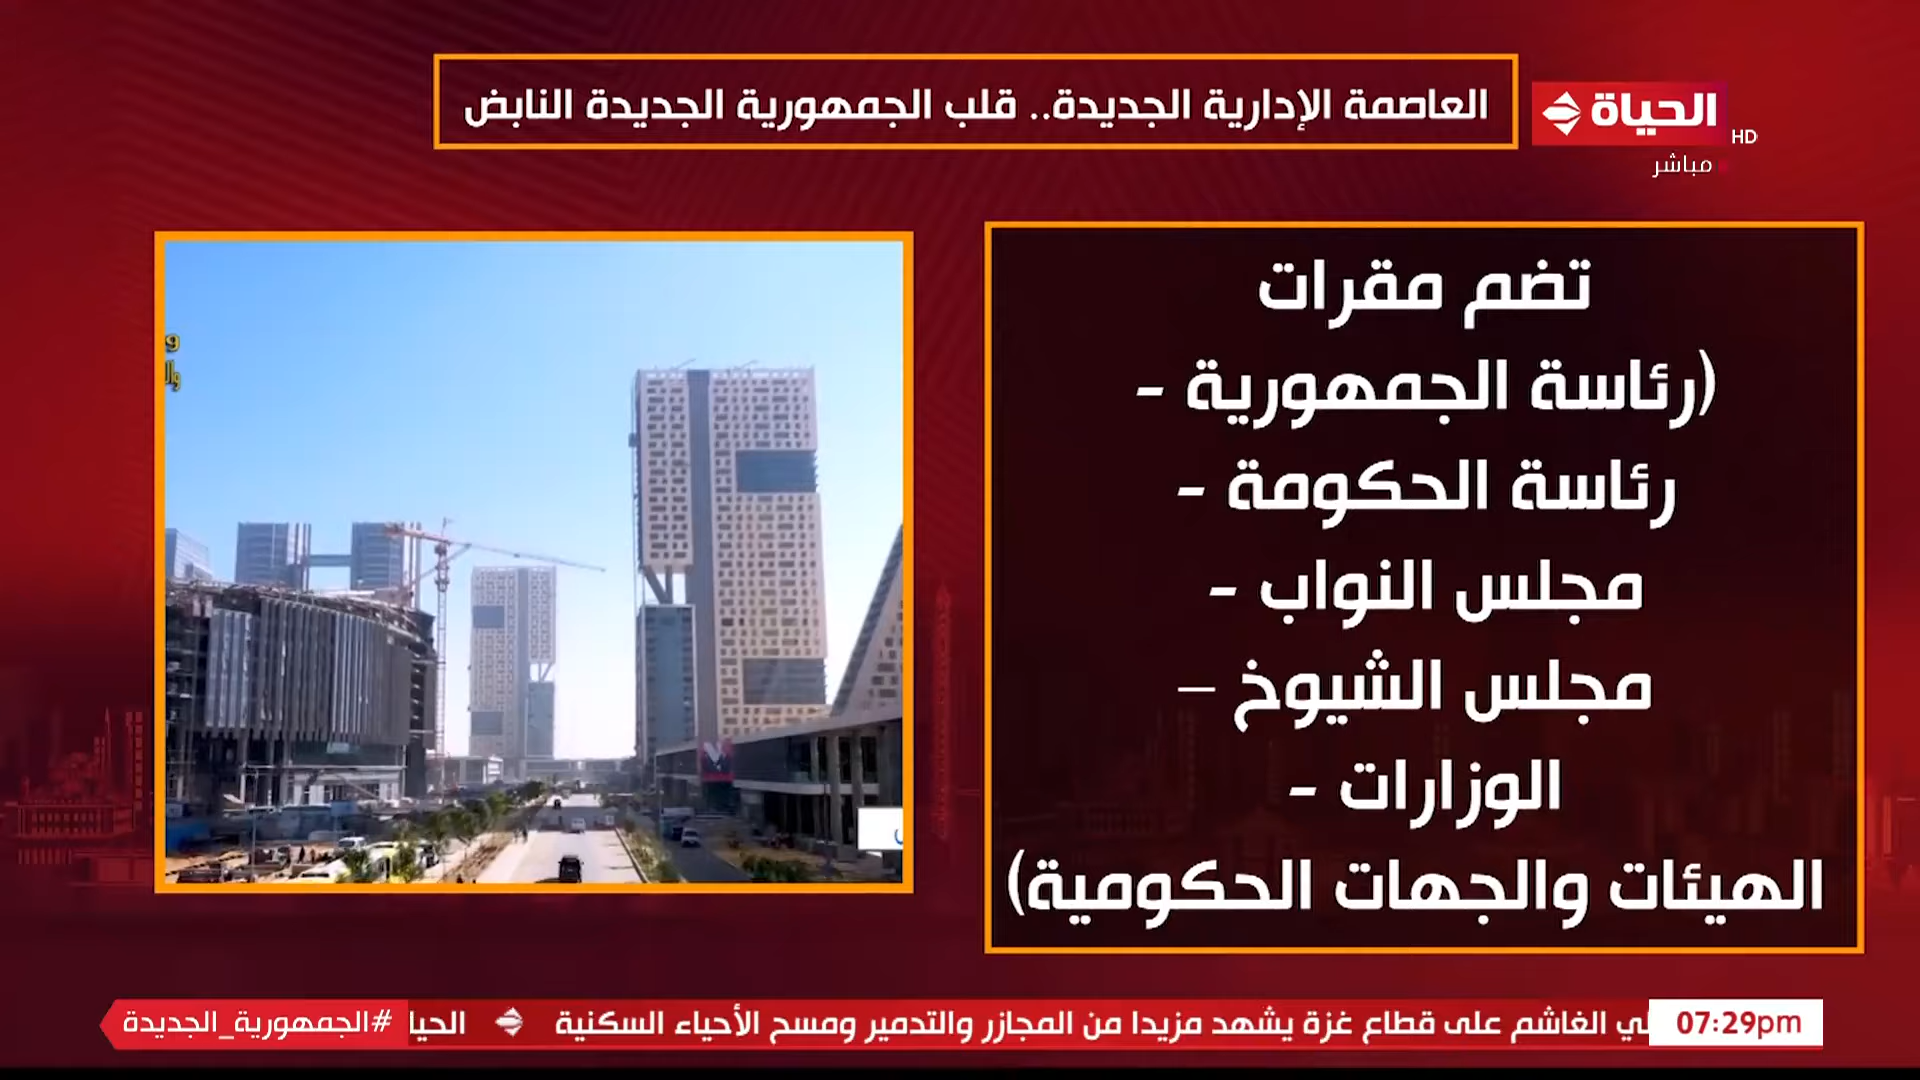 العاصمة الإدارية الجديدة.. قلب الجمهورية الجديدة النابض
الحياة
HD
مباشر
تضم مقرات
(رئاسة الجمهورية -
رئاسة الحكومة -
مجلس النواب -
مجلس الشيوخ –
الوزارات -
الهيئات والجهات الحكومية)
07:29pm
الغاشم على قطاع غزة يشهد مزيدا من المجازر والتدمير ومسح الأحياء السكنية
#الجمهورية_الجديدة